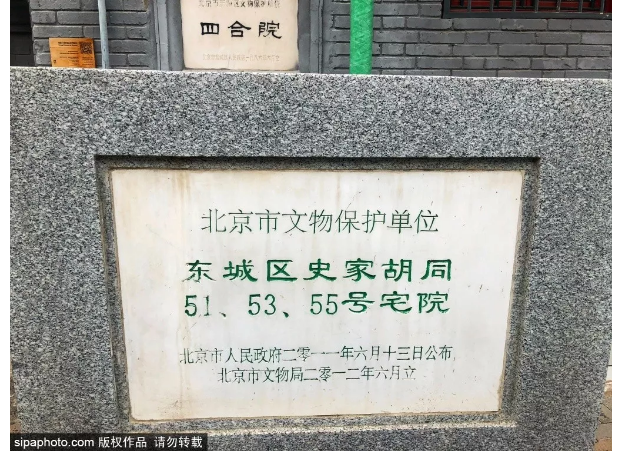 四合院
北京市文物保护单位
东城区史家胡同
51、53、55号宅院
北京市人民政府二零一一年六月十三日公布
北京市文物局二零一二年六月立
sipaphoto.com 版权作品 请勿转载